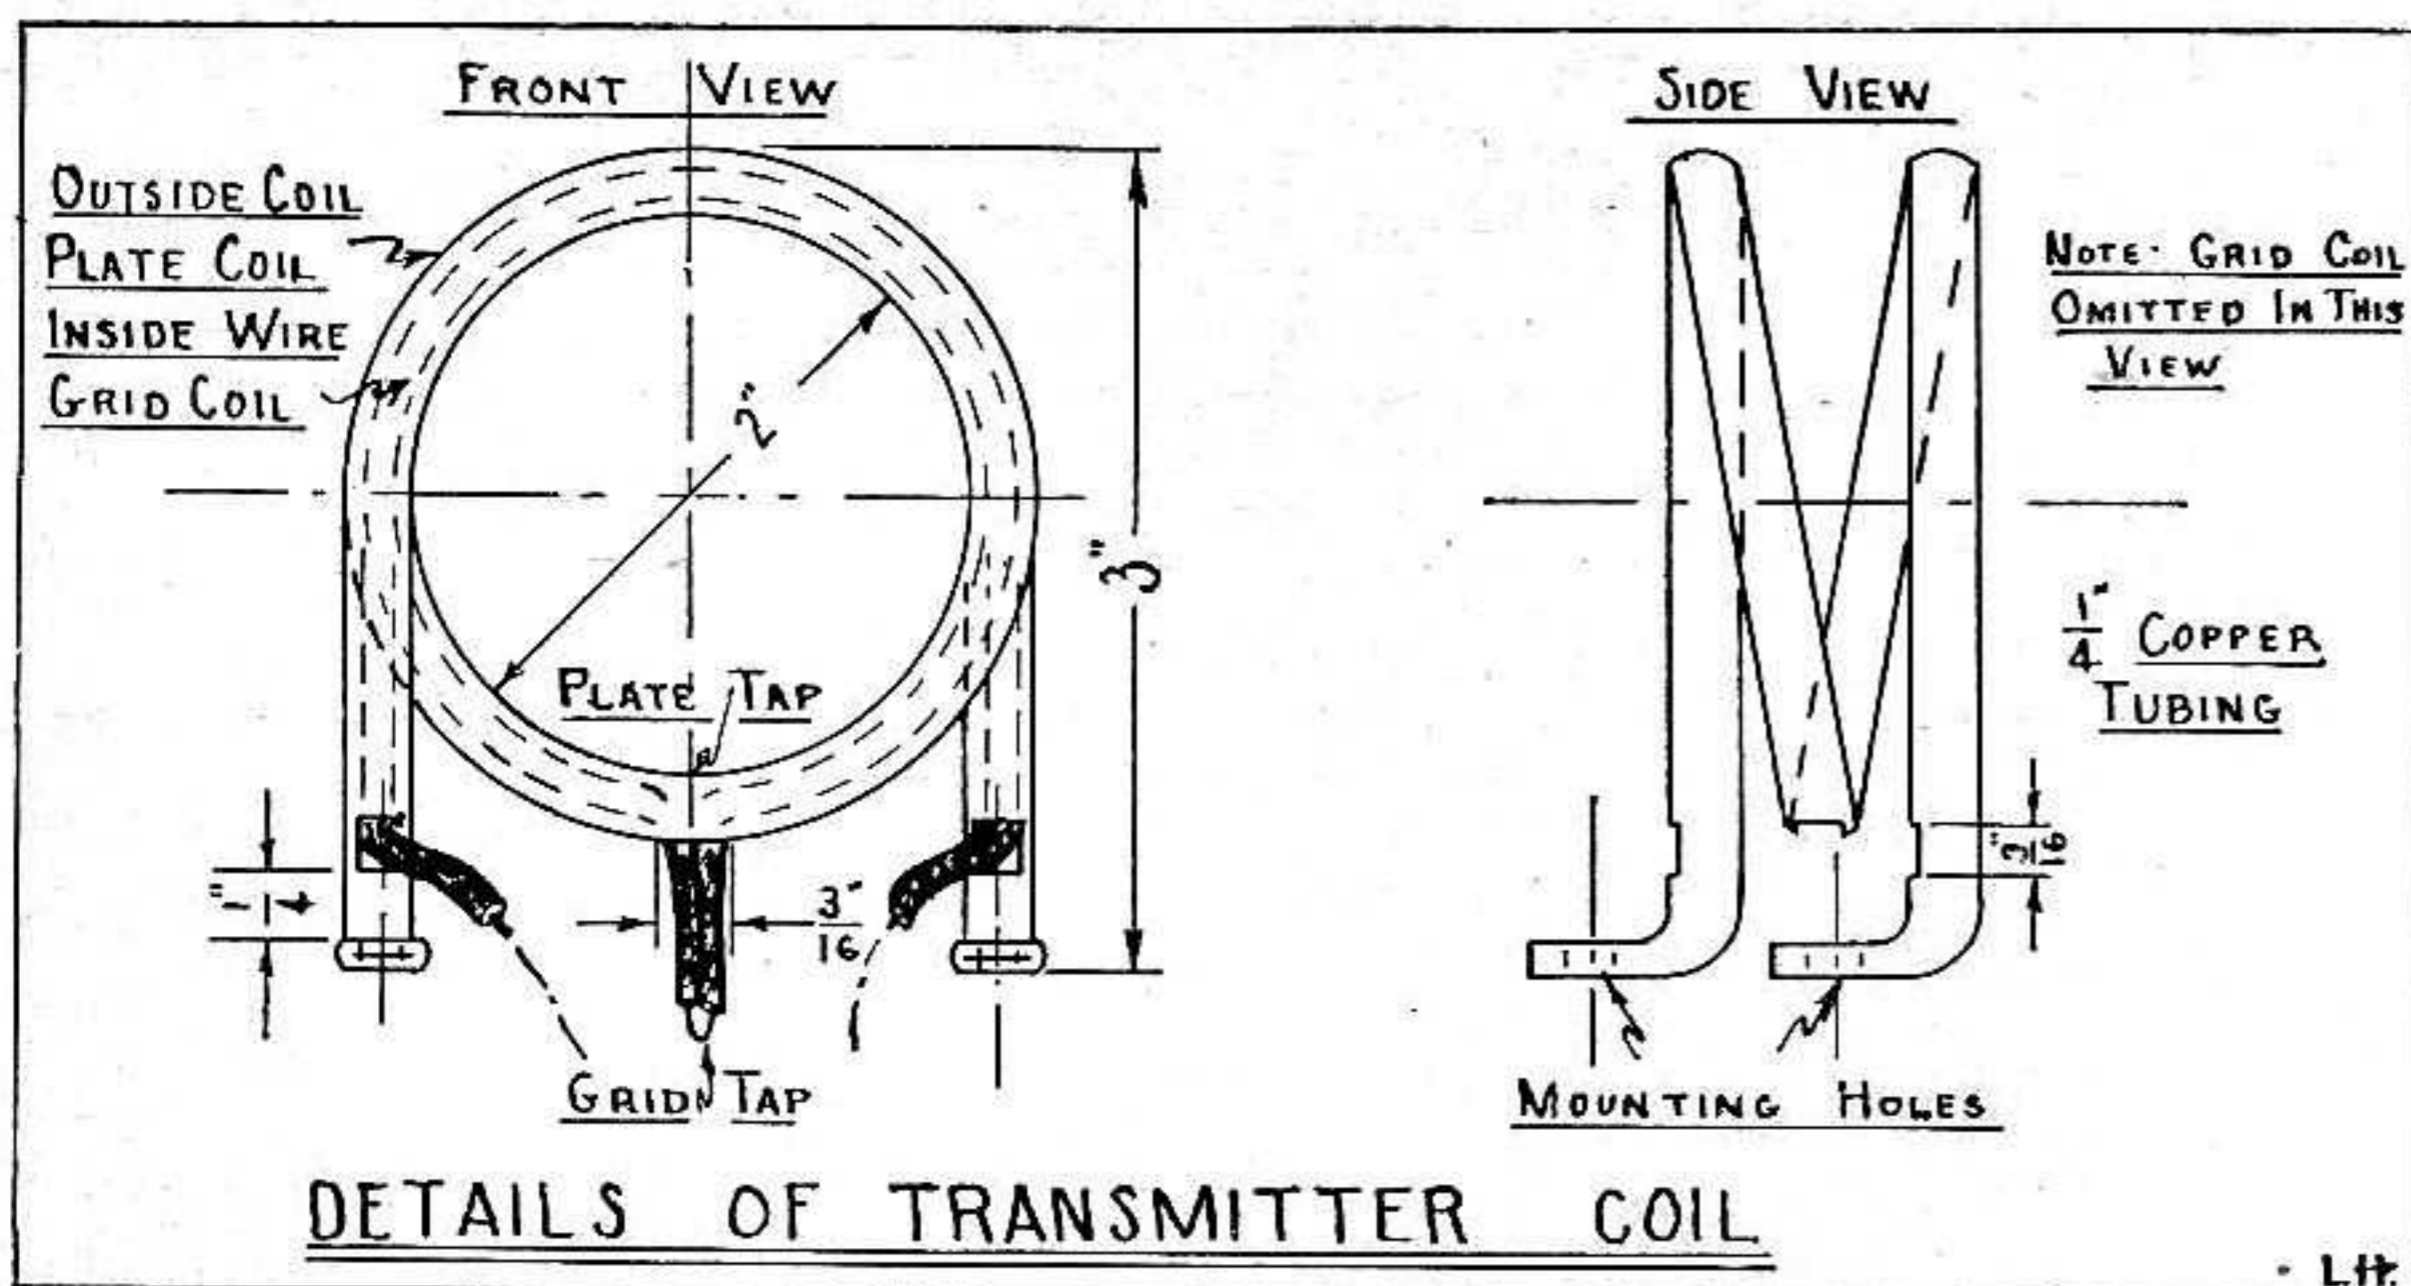 FRONT VIEW
OUTSIDE COIL
PLATE COIL
INSIDE WIRE
GRID COIL
2"
3"
PLATE TAP
1"
4
3"
16
GRID TAP
SIDE VIEW
NOTE- GRID COIL
OMITTED IN THIS
VIEW
1/4" COPPER
TUBING
3"
16
MOUNTING HOLES
DETAILS OF TRANSMITTER COIL